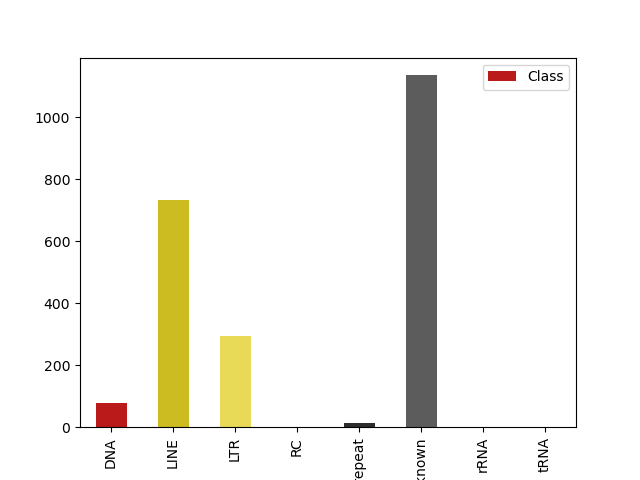 Class
1000
800
600
400
200
0
DNA
LINE
LTR
RC
repeat
known
rRNA
tRNA